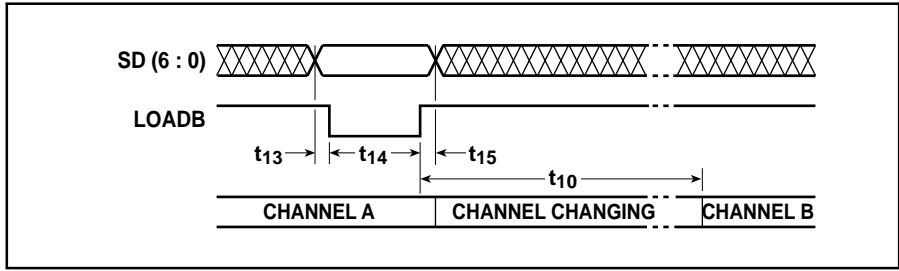 SD (6 : 0)
LOADB
t13 t14 t15
t10
CHANNEL A CHANNEL CHANGING CHANNEL B